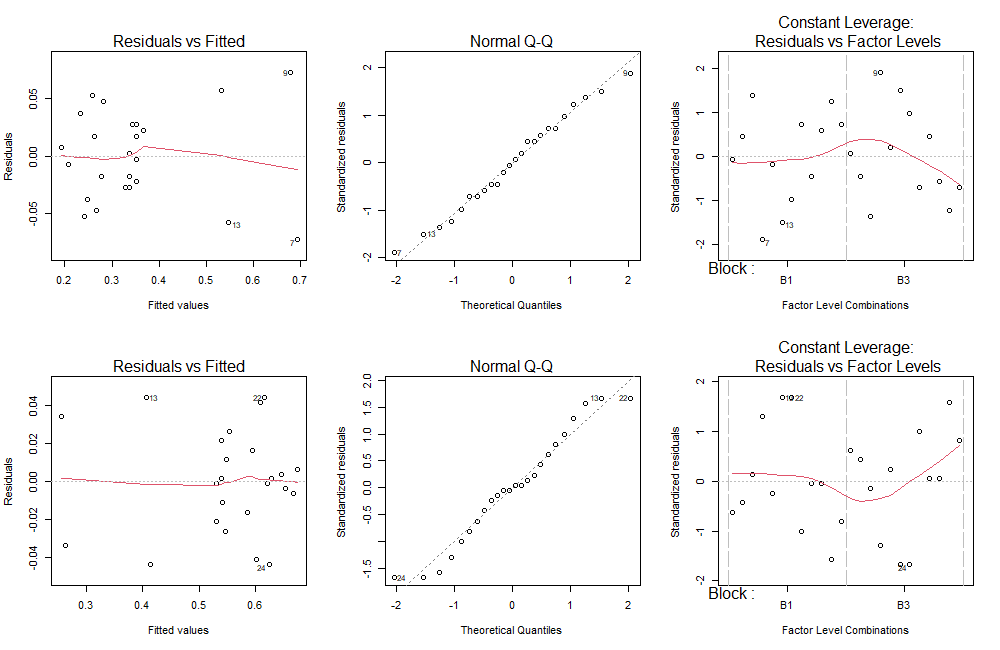 Residuals vs Fitted
Residuals
0.05
0.00
-0.05
9
13
7
0.2 0.3 0.4 0.5 0.6 0.7
Fitted values
Normal Q-Q
Standardized residuals
2
1
0
-1
-2
9
13
7
-2 -1 0 1 2
Theoretical Quantiles
Constant Leverage:
Residuals vs Factor Levels
Standardized residuals
2
1
0
-1
-2
9
13
7
Block :
B1 B3
Factor Level Combinations
Residuals vs Fitted
Residuals
0.04
0.02
0.00
-0.02
-0.04
13
22
24
0.3 0.4 0.5 0.6
Fitted values
Normal Q-Q
Standardized residuals
2.0
1.5
0.5
0.0
-0.5
-1.5
13
22
24
-2 -1 0 1 2
Theoretical Quantiles
Constant Leverage:
Residuals vs Factor Levels
Standardized residuals
2
1
0
-1
-2
22
24
Block :
B1 B3
Factor Level Combinations